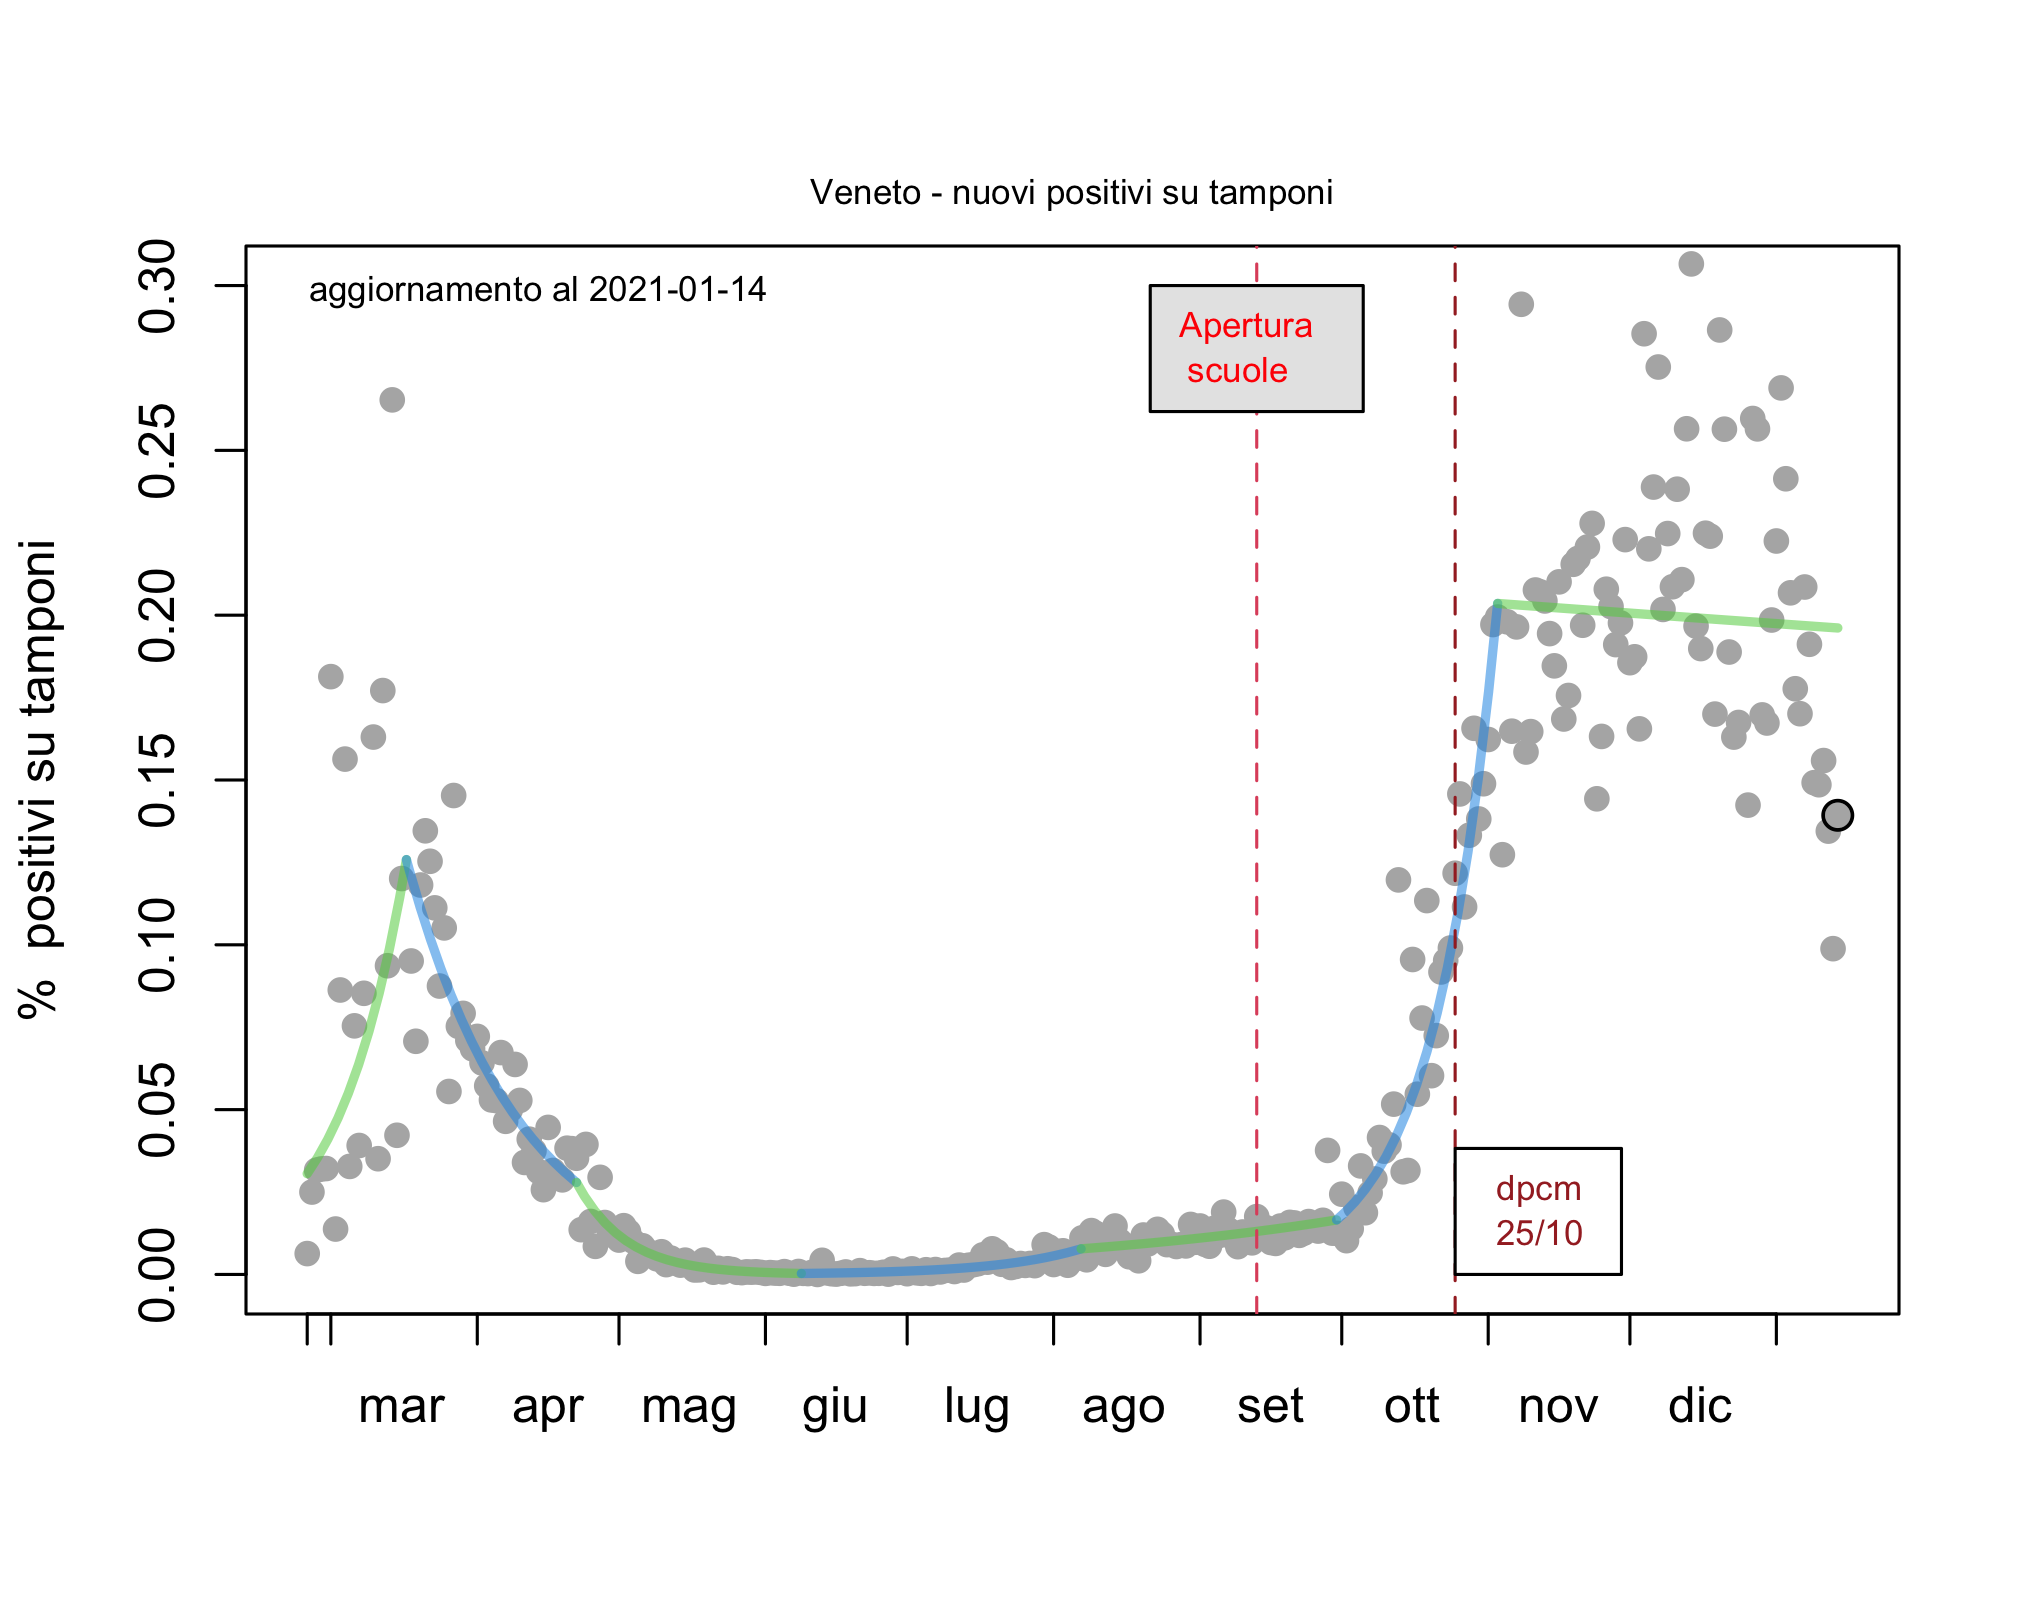 Veneto - nuovi positivi su tamponi
aggiornamento al 2021-01-14
Apertura
scuole
dpcm
25/10
% positivi su tamponi
0.30
0.25
0.20
0.15
0.10
0.05
0.00
mar apr mag giu lug ago set ott nov dic